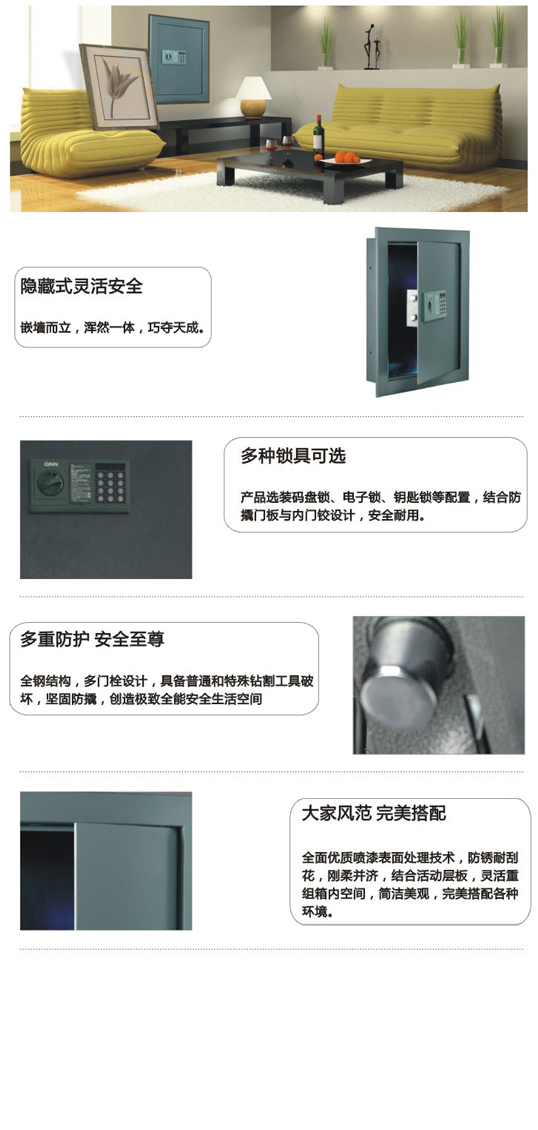 隐藏式灵活安全
嵌墙而立，浑然一体，巧夺天成。
GNN
多种锁具可选
产品选装码盘锁、电子锁、钥匙锁等配置，结合防
撬门板与内门铰设计，安全耐用。
多重防护 安全至尊
全钢结构，多门栓设计，具备普通和特殊钻割工具破
坏，坚固防撬，创造极致全能安全生活空间
大家风范 完美搭配
全面优质喷漆表面处理技术，防锈耐刮
花，刚柔并济，结合活动层板，灵活重
组箱内空间，简洁美观，完美搭配各种
环境。